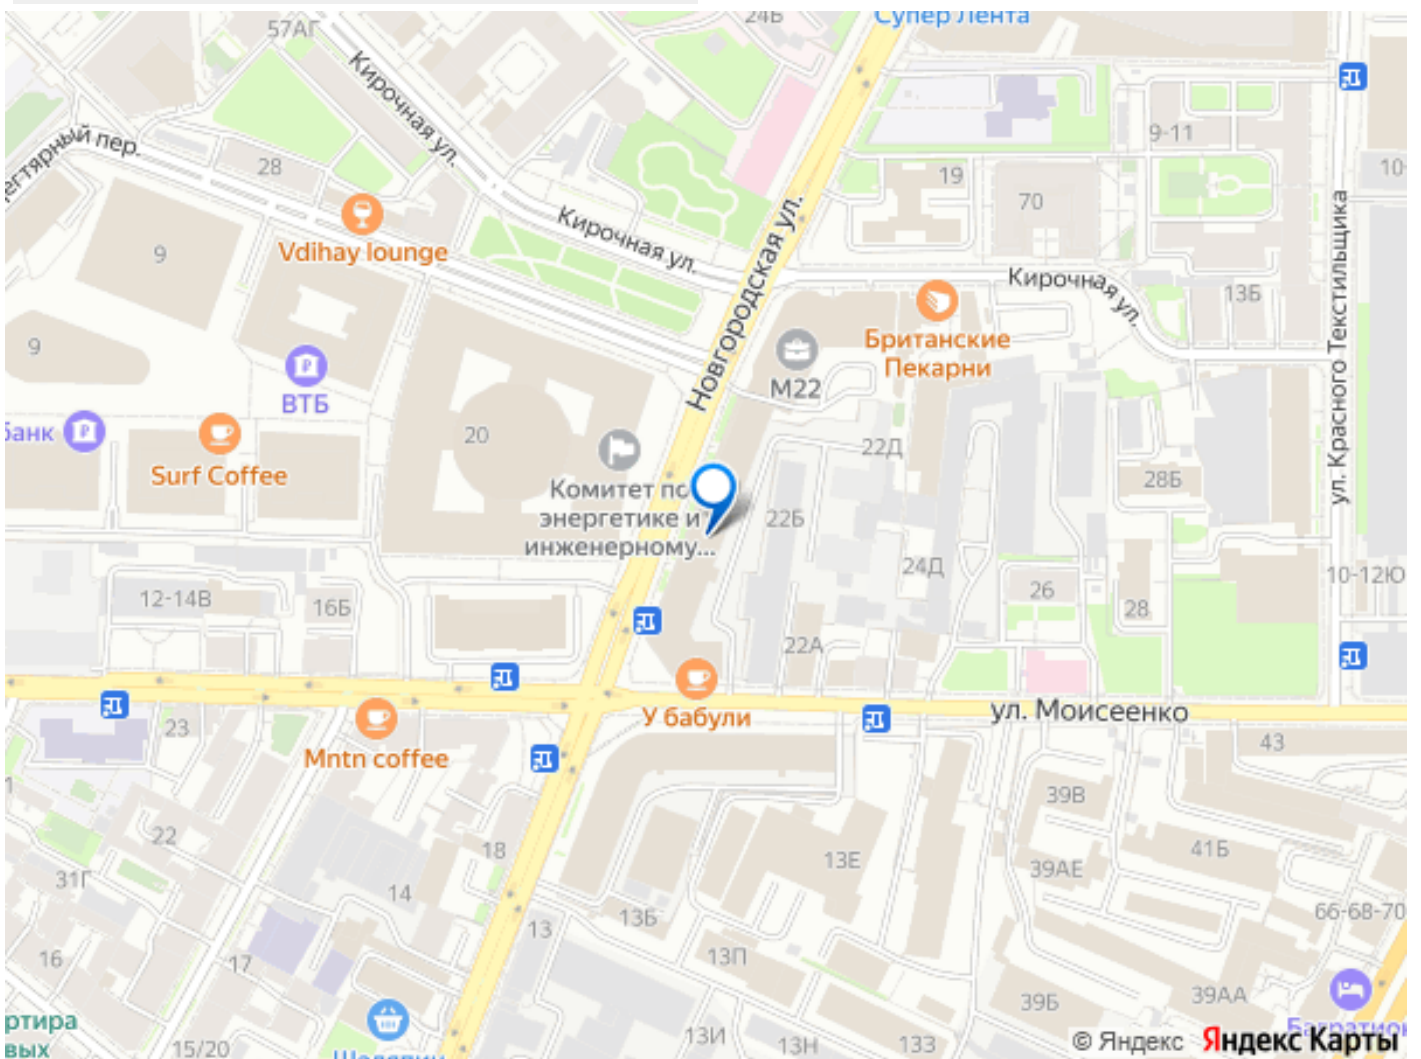 57АГ
24Б
Супер Лента
Кирочная ул.
9-11
28
19
70
10-
Vdlhay lounge
Кирочная ул.
Новгородская ул.
Кирочная ул.
13Б
ул. Красного Текстильщика
9
9
ВТБ
М22
Британские
Пекарни
банк
Surf Coffee
20
22Д
28Б
Комитет по
энергетике и
инженерному...
22Б
24Д
10-12Ю
12-14В
16Б
26
28
22А
У бабули
ул. Моисеенко
23
Mntn coffee
43
39В
22
18
13Е
41Б
39АЕ
31Г
14
13Б
66-68-70
13
13П
16
17
39Б
39АА
15/20
13И
13Н
133
© Яндекс
Яндекс Карты